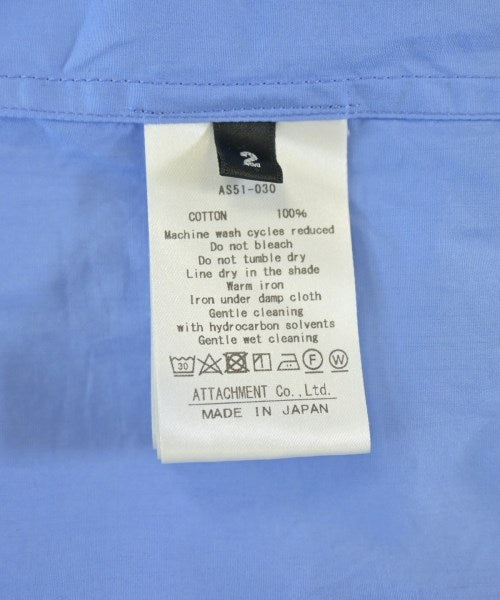 2
AS51-030
COTTON 100%
Machine wash cycles reduced
Do not bleach
Do not tumble dry
Line dry in the shade
Warm iron
Iron under damp cloth
Gentle cleaning
with hydrocarbon solvents
Gentle wet cleaning
30 F W
ATTACHMENT Co.,Ltd.
MADE IN JAPAN